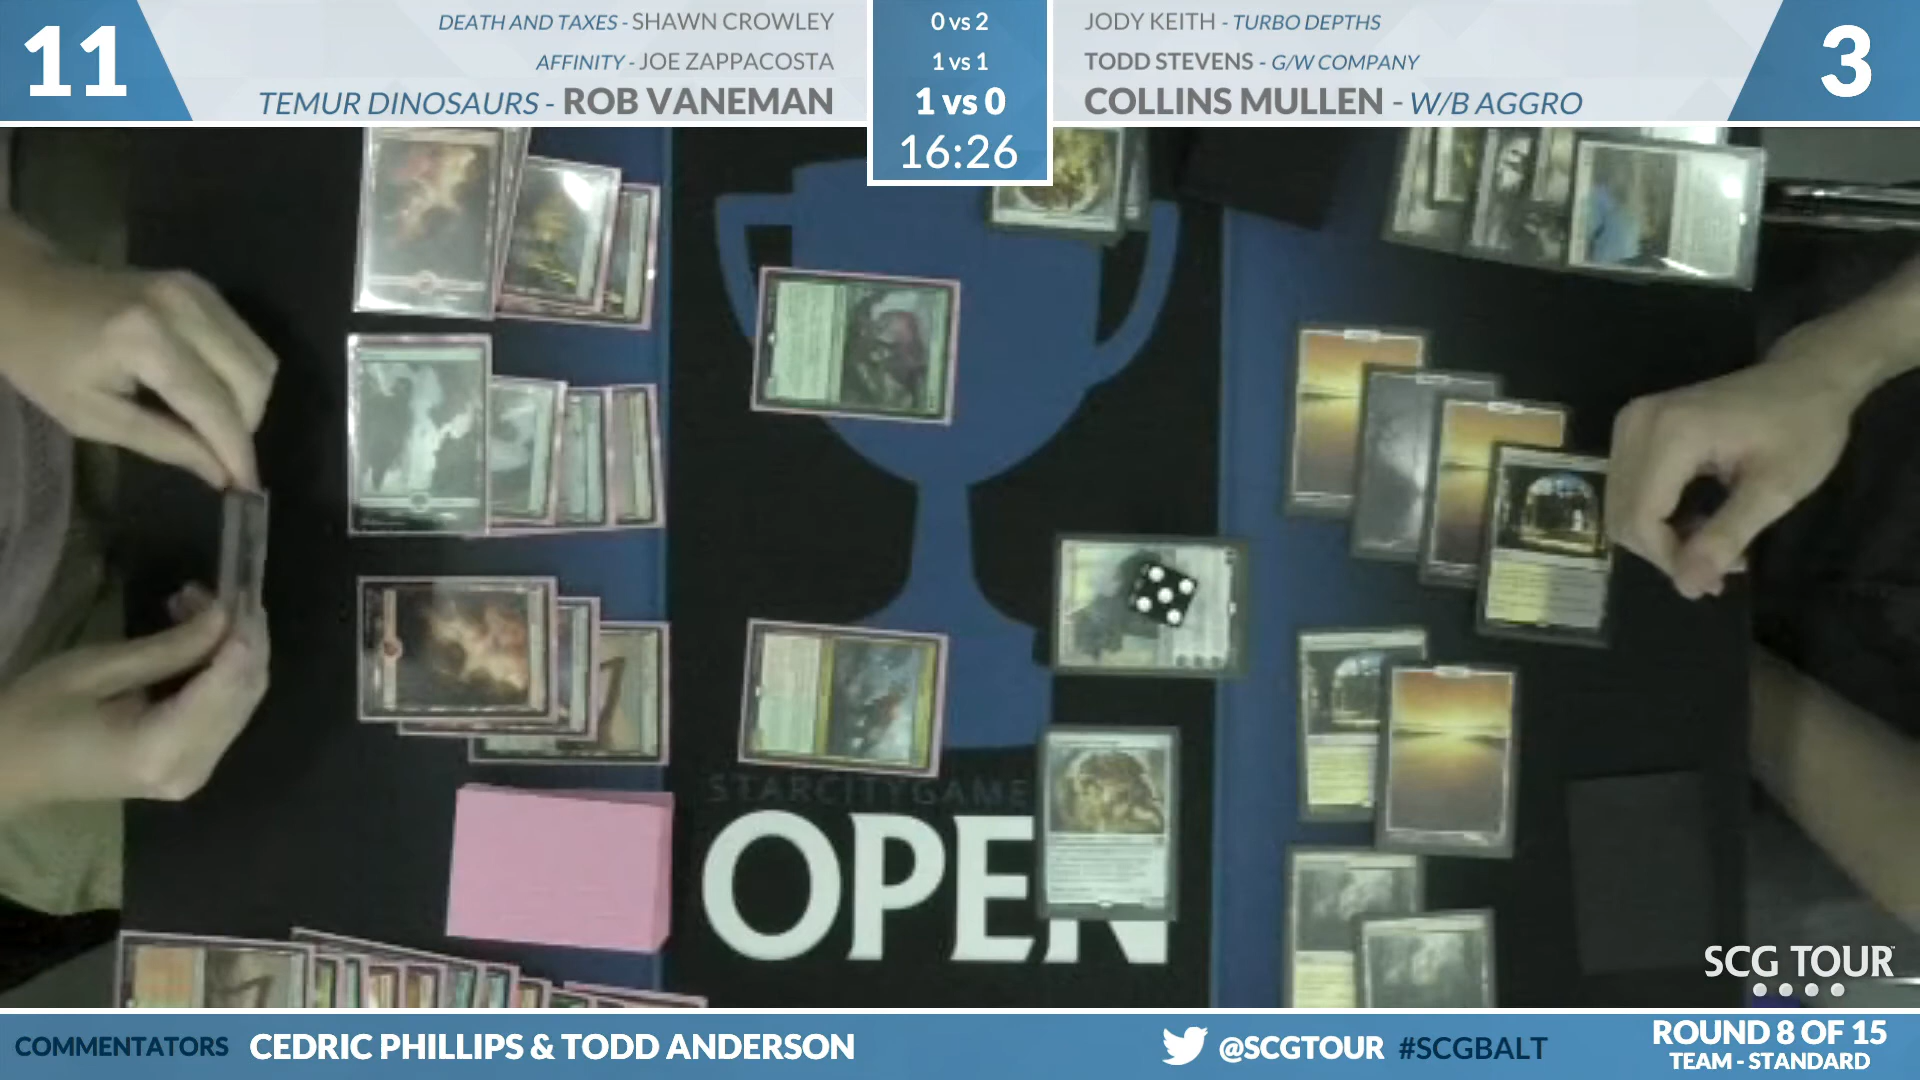 11
DEATH AND TAXES - SHAWN CROWLEY
0 vs 2
JODY KEITH - TURBO DEPTHS
3
AFFINITY - JOE ZAPPACOSTA
1 vs 1
TODD STEVENS - G/W COMPANY
TEMUR DINOSAURS - ROB VANEMAN
1 vs 0
COLLINS MULLEN - W/B AGGRO
16:26
STARCITYGAME
OPEN
SCG TOUR
COMMENTATORS CEDRIC PHILLIPS & TODD ANDERSON
@SCGTOUR #SCGBALT
ROUND 8 OF 15
TEAM - STANDARD